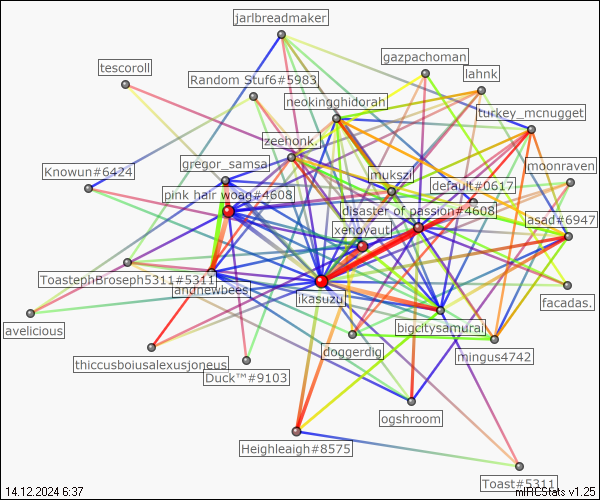 jarlbreadmaker
gazpachoman
tescoroll
lahnk
Random Stuf6#5983
neokingghidorah
turkey_mcnugget
zeehonk.
gregor_samsa
moonraven
Knowun#6424
mukszi
default#0617
pink hair woag#4608
disaster of passion#4608
asad#6947
xenovaut
ToastephBroseph5311#5311
andnewbees
ikasuzu
facadas.
avelicious
bigcitysamurai
doggerdig
mingus4742
thiccusboiusalexusjoneus
Duck™#9103
ogshroom
Heighleaigh#8575
Toast#5311
14.12.2024 6:37
mIRCStats v1.25